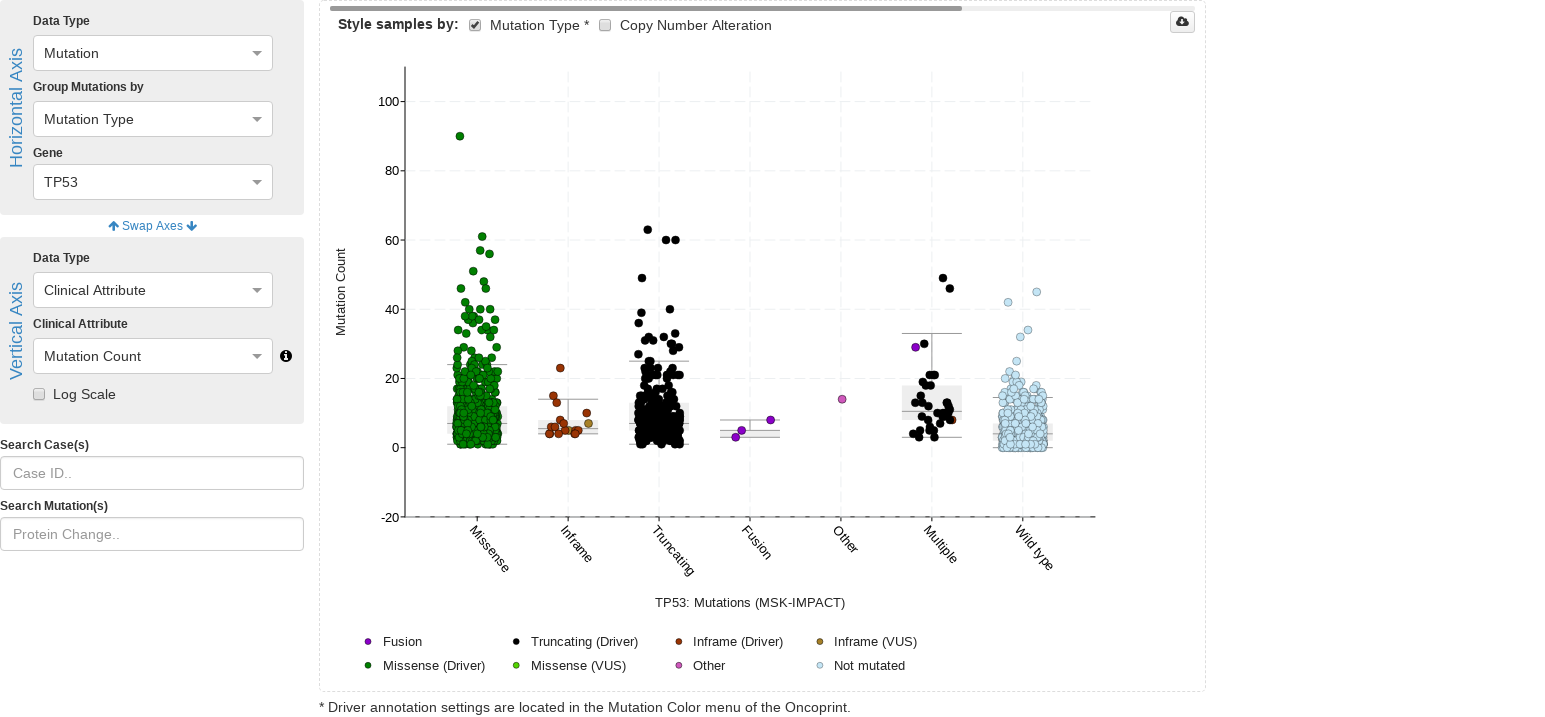 Horizontal Axis
Data Type
Mutation
Group Mutations by
Mutation Type
Gene
TP53
Swap Axes
Vertical Axis
Data Type
Clinical Attribute
Clinical Attribute
Mutation Count
Log Scale
Search Case(s)
Case ID..
Search Mutation(s)
Protein Change..
Style samples by: Mutation Type * Copy Number Alteration
Mutation Count
100
80
60
40
20
0
-20
Missense
Inframe
Truncating
Fusion
Other
Multiple
Wild type
TP53: Mutations (MSK-IMPACT)
Fusion Truncating (Driver) Inframe (Driver) Inframe (VUS)
Missense (Driver) Missense (VUS) Other Not mutated
* Driver annotation settings are located in the Mutation Color menu of the Oncoprint.